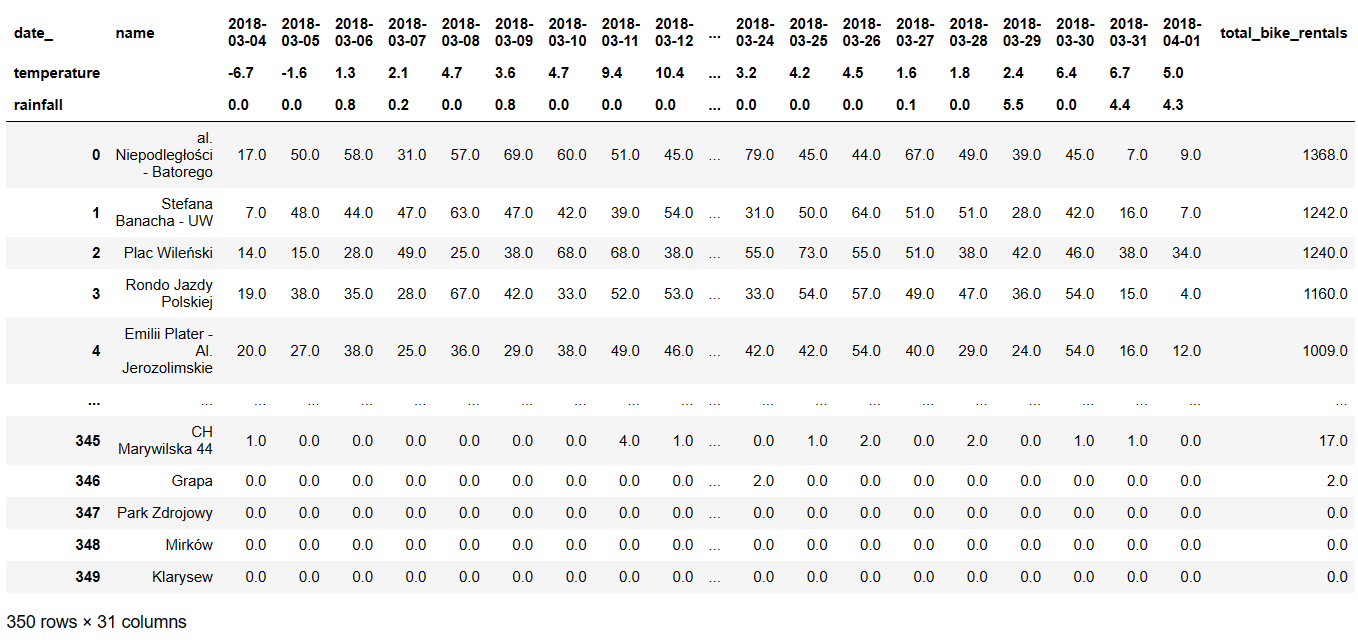 date_ name 2018-03-04 2018-03-05 2018-03-06 2018-03-07 2018-03-08 2018-03-09 2018-03-10 2018-03-11 2018-03-12 ... 2018-03-24 2018-03-25 2018-03-26 2018-03-27 2018-03-28 2018-03-29 2018-03-30 2018-03-31 2018-04-01 total_bike_rentals
temperature -6.7 -1.6 1.3 2.1 4.7 3.6 4.7 9.4 10.4 ... 3.2 4.2 4.5 1.6 1.8 2.4 6.4 6.7 5.0
rainfall 0.0 0.0 0.8 0.2 0.0 0.8 0.0 0.0 0.0 ... 0.0 0.0 0.0 0.1 0.0 5.5 0.0 4.4 4.3
0 al. Niepodległości - Batorego 17.0 50.0 58.0 31.0 57.0 69.0 60.0 51.0 45.0 ... 79.0 45.0 44.0 67.0 49.0 39.0 45.0 7.0 9.0 1368.0
1 Stefana Banacha - UW 7.0 48.0 44.0 47.0 63.0 47.0 42.0 39.0 54.0 ... 31.0 50.0 64.0 51.0 51.0 28.0 42.0 16.0 7.0 1242.0
2 Plac Wileński 14.0 15.0 28.0 49.0 25.0 38.0 68.0 68.0 38.0 ... 55.0 73.0 55.0 51.0 38.0 42.0 46.0 38.0 34.0 1240.0
3 Rondo Jazdy Polskiej 19.0 38.0 35.0 28.0 67.0 42.0 33.0 52.0 53.0 ... 33.0 54.0 57.0 49.0 47.0 36.0 54.0 15.0 4.0 1160.0
4 Emilii Plater - Al. Jerozolimskie 20.0 27.0 38.0 25.0 36.0 29.0 38.0 49.0 46.0 ... 42.0 42.0 54.0 40.0 29.0 24.0 54.0 16.0 12.0 1009.0
... ... ... ... ... ... ... ... ... ... ... ... ... ... ... ... ... ... ... ... ... ... ...
345 CH Marywilska 44 1.0 0.0 0.0 0.0 0.0 0.0 0.0 4.0 1.0 ... 0.0 1.0 2.0 0.0 2.0 0.0 1.0 1.0 0.0 17.0
346 Grapa 0.0 0.0 0.0 0.0 0.0 0.0 0.0 0.0 0.0 ... 2.0 0.0 0.0 0.0 0.0 0.0 0.0 0.0 0.0 2.0
347 Park Zdrojowy 0.0 0.0 0.0 0.0 0.0 0.0 0.0 0.0 0.0 ... 0.0 0.0 0.0 0.0 0.0 0.0 0.0 0.0 0.0 0.0
348 Mirków 0.0 0.0 0.0 0.0 0.0 0.0 0.0 0.0 0.0 ... 0.0 0.0 0.0 0.0 0.0 0.0 0.0 0.0 0.0 0.0
349 Klarysew 0.0 0.0 0.0 0.0 0.0 0.0 0.0 0.0 0.0 ... 0.0 0.0 0.0 0.0 0.0 0.0 0.0 0.0 0.0 0.0
350 rows × 31 columns